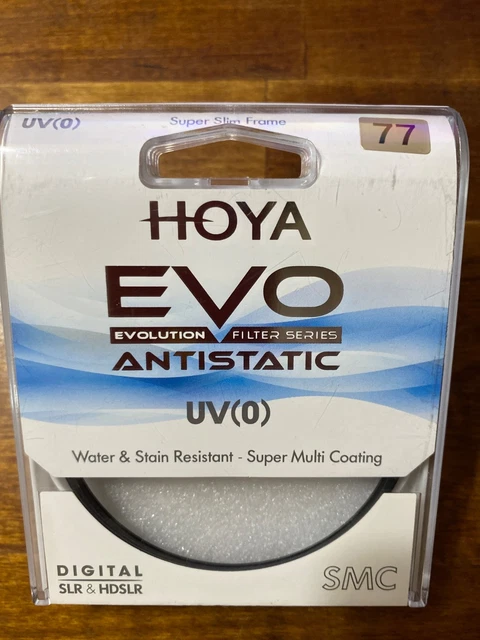 UV(0) Super Slim Frame 77
HOYA
EVO
EVOLUTION FILTER SERIES
ANTISTATIC
UV(0)
Water & Stain Resistant - Super Multi Coating
DIGITAL
SLR & HDSLR
SMC